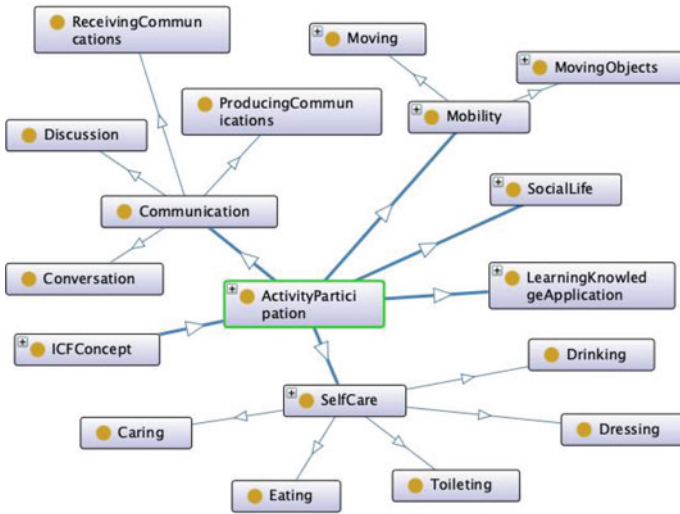 ReceivingCommun
ications
Moving
MovingObjects
ProducingCommun
ications
Mobility
Discussion
SocialLife
Communication
Conversation
LearningKnowled
geApplication
ActivityPartici
pation
ICFConcept
Drinking
SelfCare
Caring
Dressing
Eating
Toileting